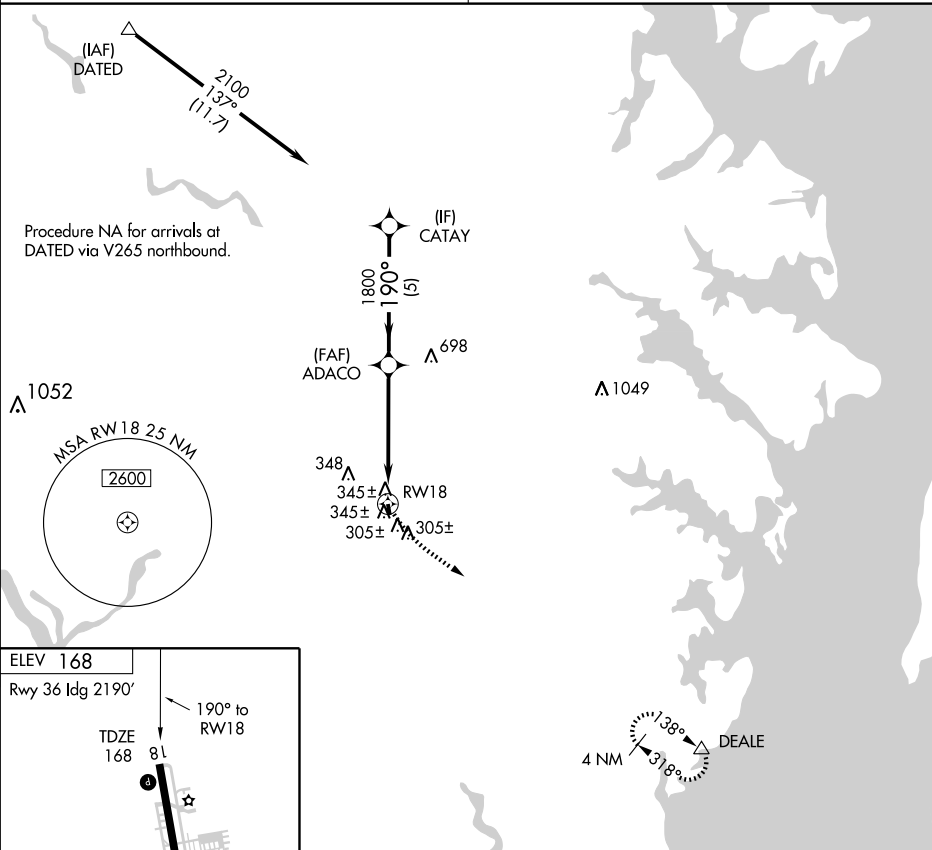 (IAF)
DATED
2100
137°
(11.7)
Procedure NA for arrivals at
DATED via V265 northbound.
(IF)
CATAY
1800
190°
(5)
(FAF)
ADACO
698
1052
1049
MSA RW18 25 NM
2600
348
345±
RW18
345±
305±
305±
ELEV 168
Rwy 36 ldg 2190'
190° to
RW18
TDZE
168
18
P
138°
DEALE
4 NM
318°